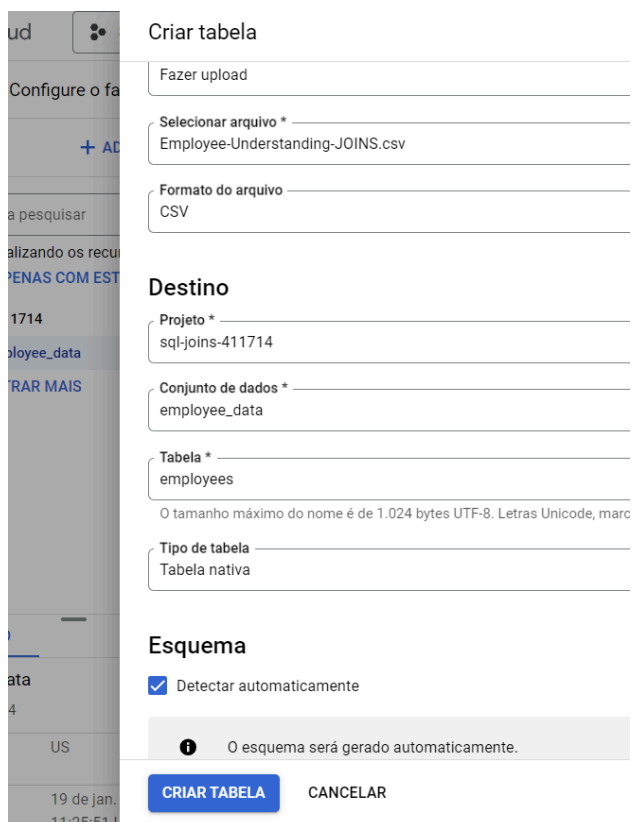 ud
Criar tabela
Configure o fa
Fazer upload
Selecionar arquivo *
Employee-Understanding-JOINS.csv
+ AD
Formato do arquivo
CSV
a pesquisar
alizando os recu
PENAS COM EST
Destino
1714
Projeto *
sql-joins-411714
ployee_data
TRAR MAIS
Conjunto de dados *
employee_data
Tabela *
employees
O tamanho máximo do nome é de 1.024 bytes UTF-8. Letras Unicode, marc
Tipo de tabela
Tabela nativa
Esquema
ata
Detectar automaticamente
4
US
O esquema será gerado automaticamente.
CRIAR TABELA
CANCELAR
19 de jan.